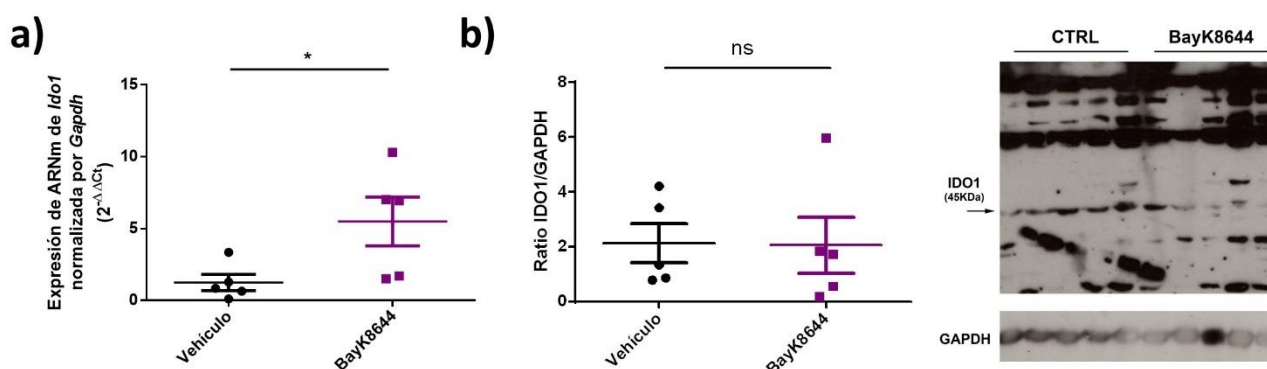 a)
Expresión de ARNm de Ido1
normalizada por Gapdh
(2-Δ ΔCt)
15
10
5
0
*
Vehículo
BayK8644
b)
Ratio IDO1/GAPDH
8
6
4
2
0
ns
Vehículo
BayK8644
CTRL
BayK8644
IDO1
(45KDa)
GAPDH